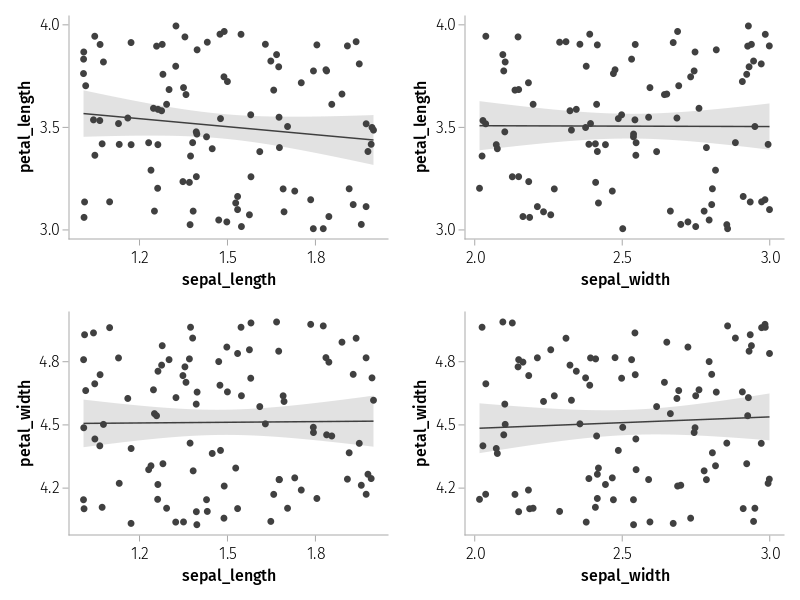 petal_length
4.0
3.5
3.0
1.2 1.5 1.8
sepal_length
petal_length
4.0
3.5
3.0
2.0 2.5 3.0
sepal_width
petal_width
4.8
4.5
4.2
1.2 1.5 1.8
sepal_length
petal_width
4.8
4.5
4.2
2.0 2.5 3.0
sepal_width